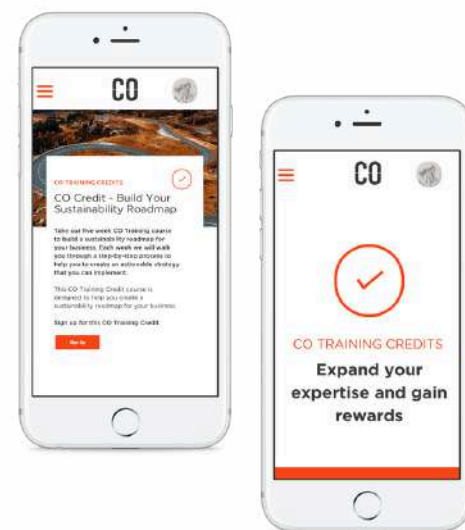 CO
CO TRAINING CREDITS
CO Credit - Build Your
Sustainability Roadmap
Take our five week CO Training course
to build a sustainability roadmap for
your business. Each week we will walk
you through a step-by-step process to
help you to create an actionable strategy
that you can implement.
This CO Training Credit course is
designed to help you create a
sustainability roadmap for your business.
Sign up for this CO Training Credit
Sign Up
CO
CO TRAINING CREDITS
Expand your
expertise and gain
rewards